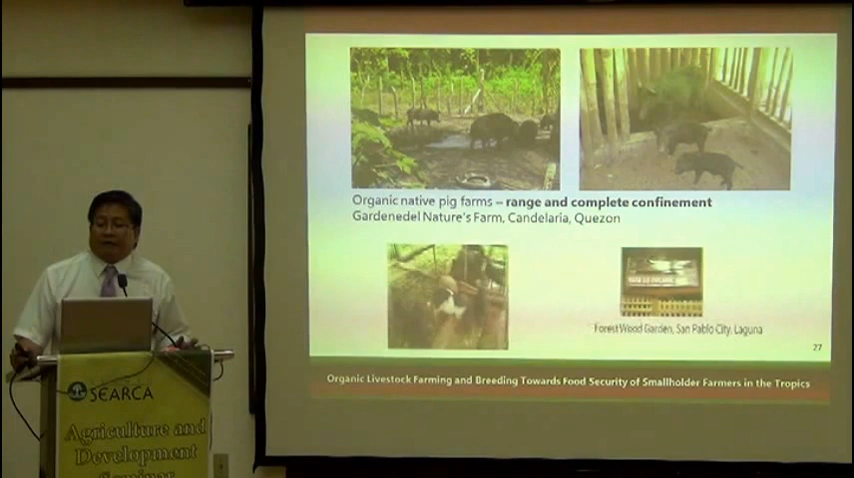 Organic native pig farms – range and complete confinement
Gardenedel Nature's Farm, Candelaria, Quezon
Forest Wood Garden, San Pablo City, Laguna
27
Organic Livestock Farming and Breeding Towards Food Security of Smallholder Farmers in the Tropics
SEARCA
Agriculture and
Development
Seminar